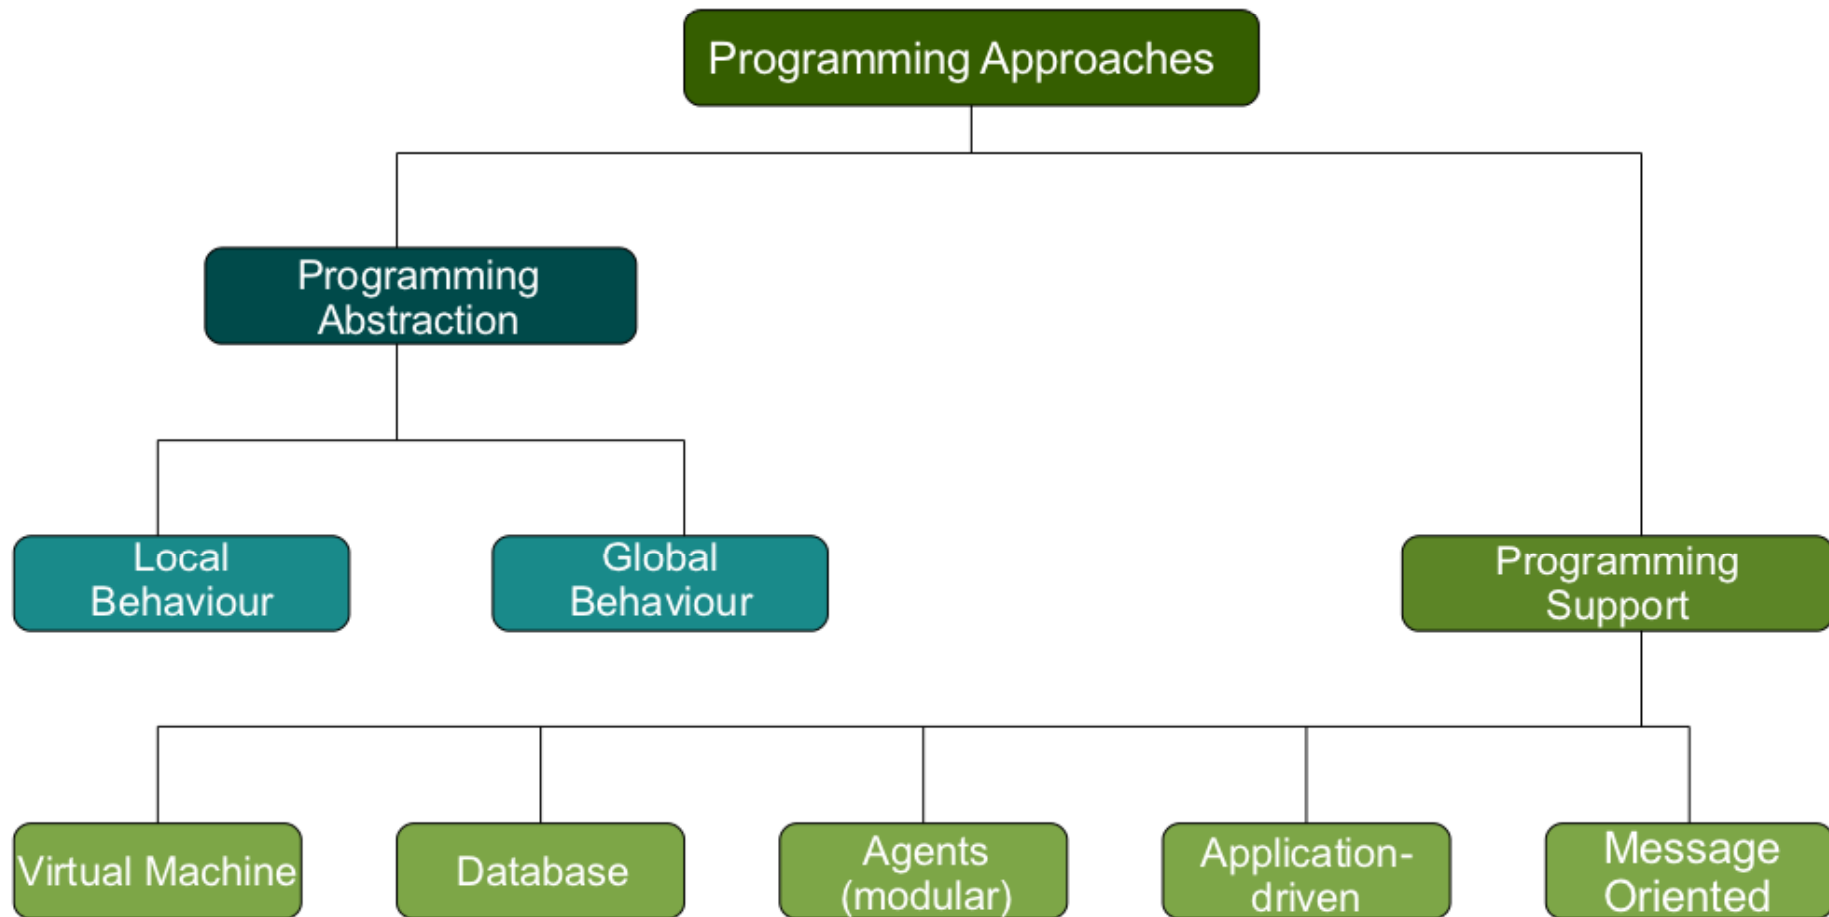 Programming Approaches
Programming
Abstraction
Local
Behaviour
Global
Behaviour
Programming
Support
Virtual Machine
Database
Agents
(modular)
Application-
driven
Message
Oriented